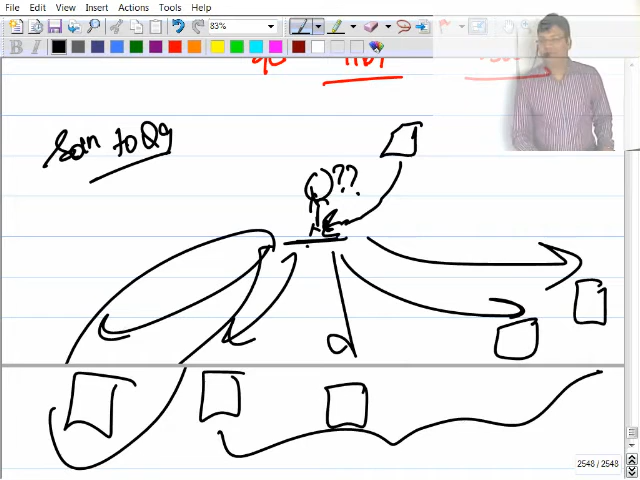 File Edit View Insert Actions Tools Help
83%
B I
Soln to Q9
Q??
2548 / 2548